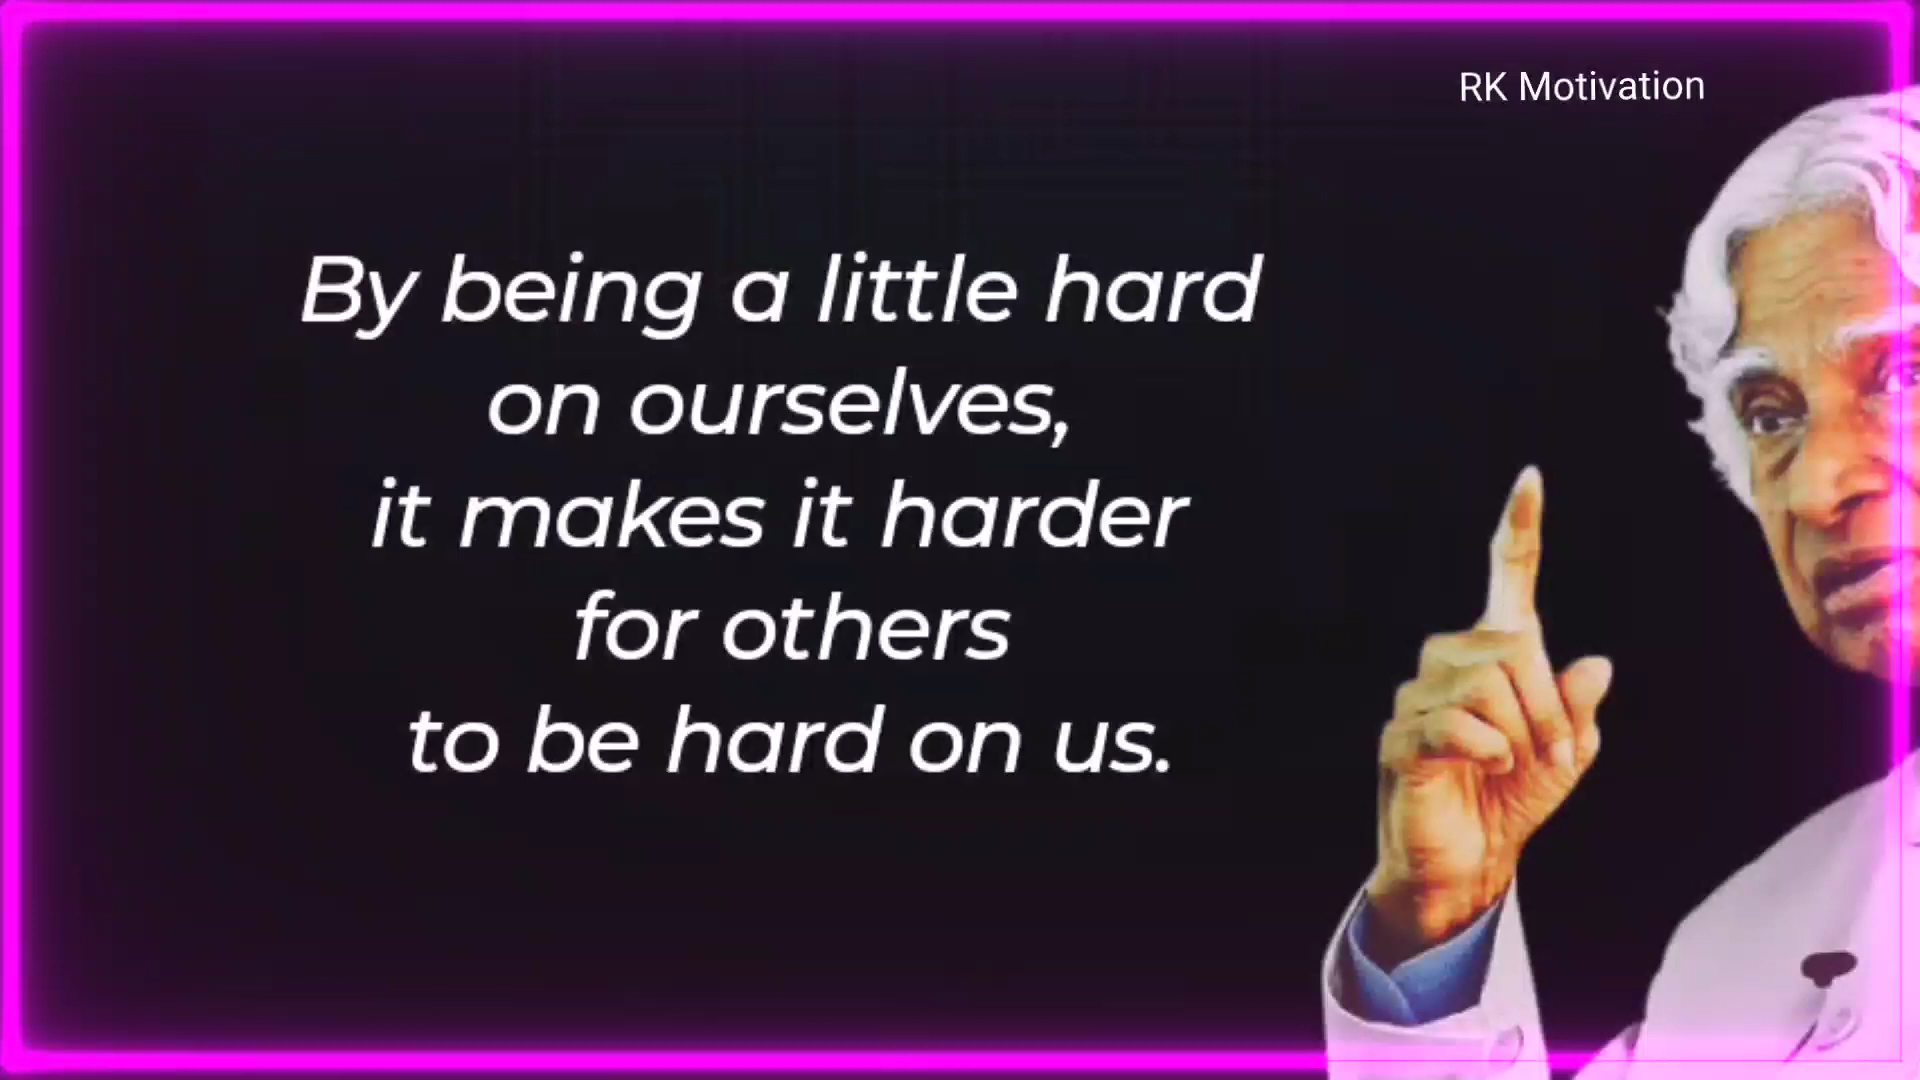 RK Motivation
By being a little hard
on ourselves,
it makes it harder
for others
to be hard on us.